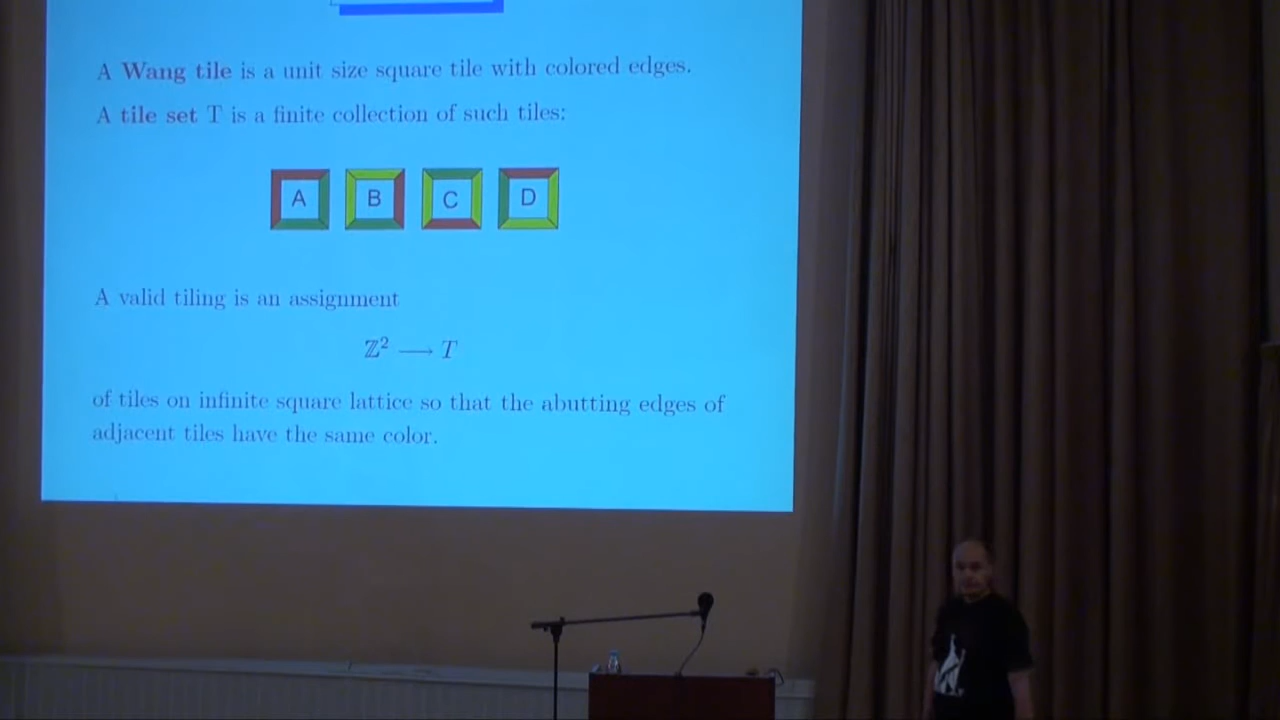 A Wang tile is a unit size square tile with colored edges.
A tile set T is a finite collection of such tiles:
A B C D
A valid tiling is an assignment
ℤ² ⟶ T
of tiles on infinite square lattice so that the abutting edges of
adjacent tiles have the same color.